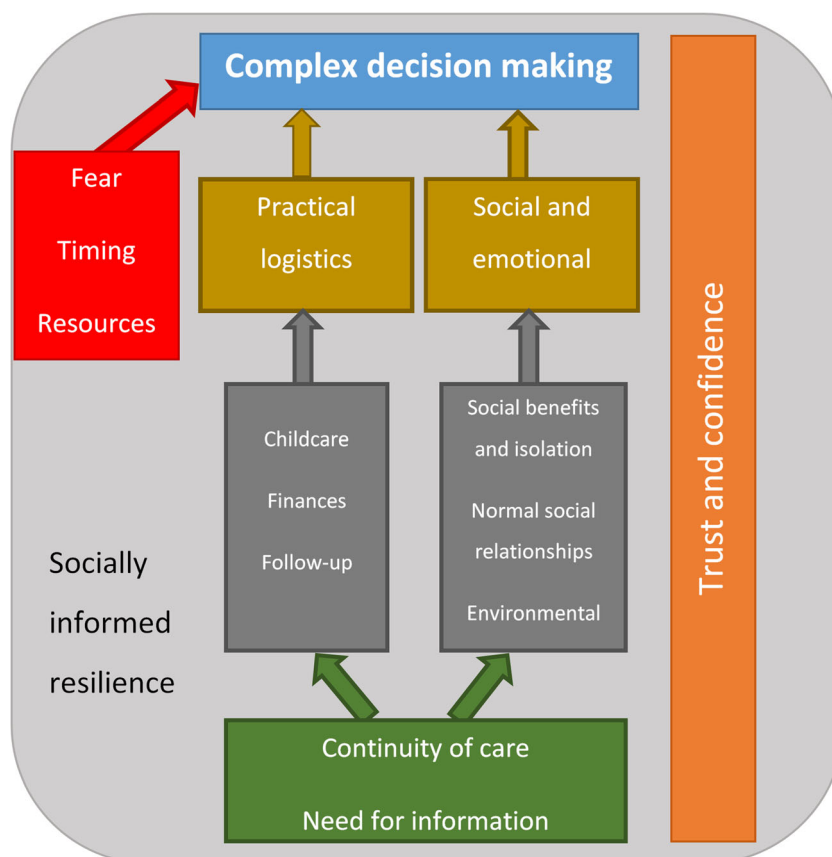 Complex decision making
Fear
Timing
Resources
Practical
logistics
Social and
emotional
Childcare
Finances
Follow-up
Social benefits
and isolation
Normal social
relationships
Environmental
Socially
informed
resilience
Continuity of care
Need for information
Trust and confidence